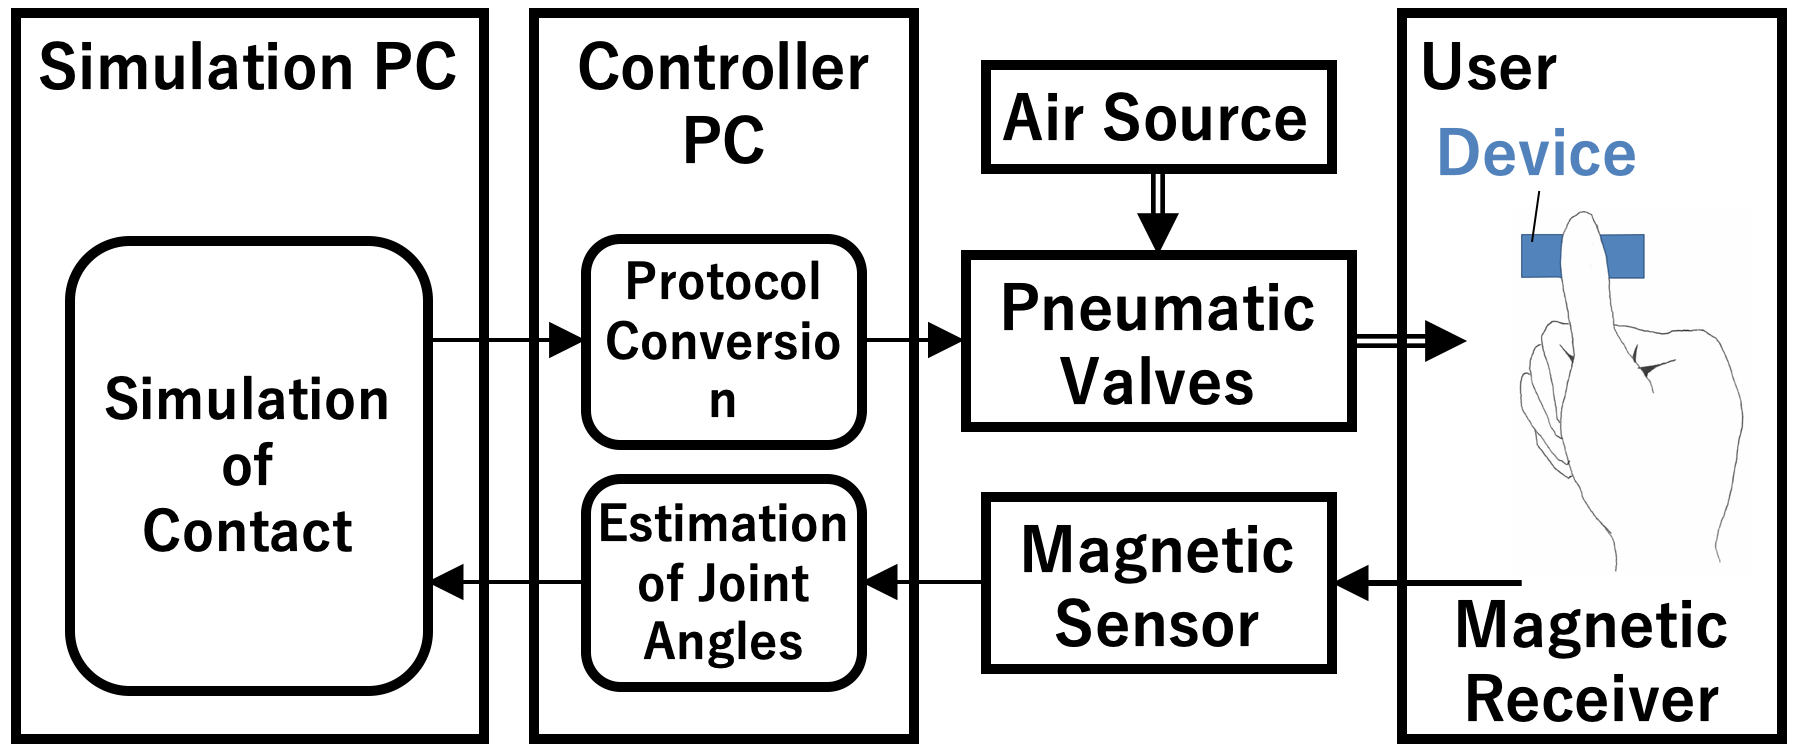 Simulation PC
Simulation
of
Contact
Controller
PC
Protocol
Conversio
n
Estimation
of Joint
Angles
Air Source
Pneumatic
Valves
Magnetic
Sensor
User
Device
Magnetic
Receiver